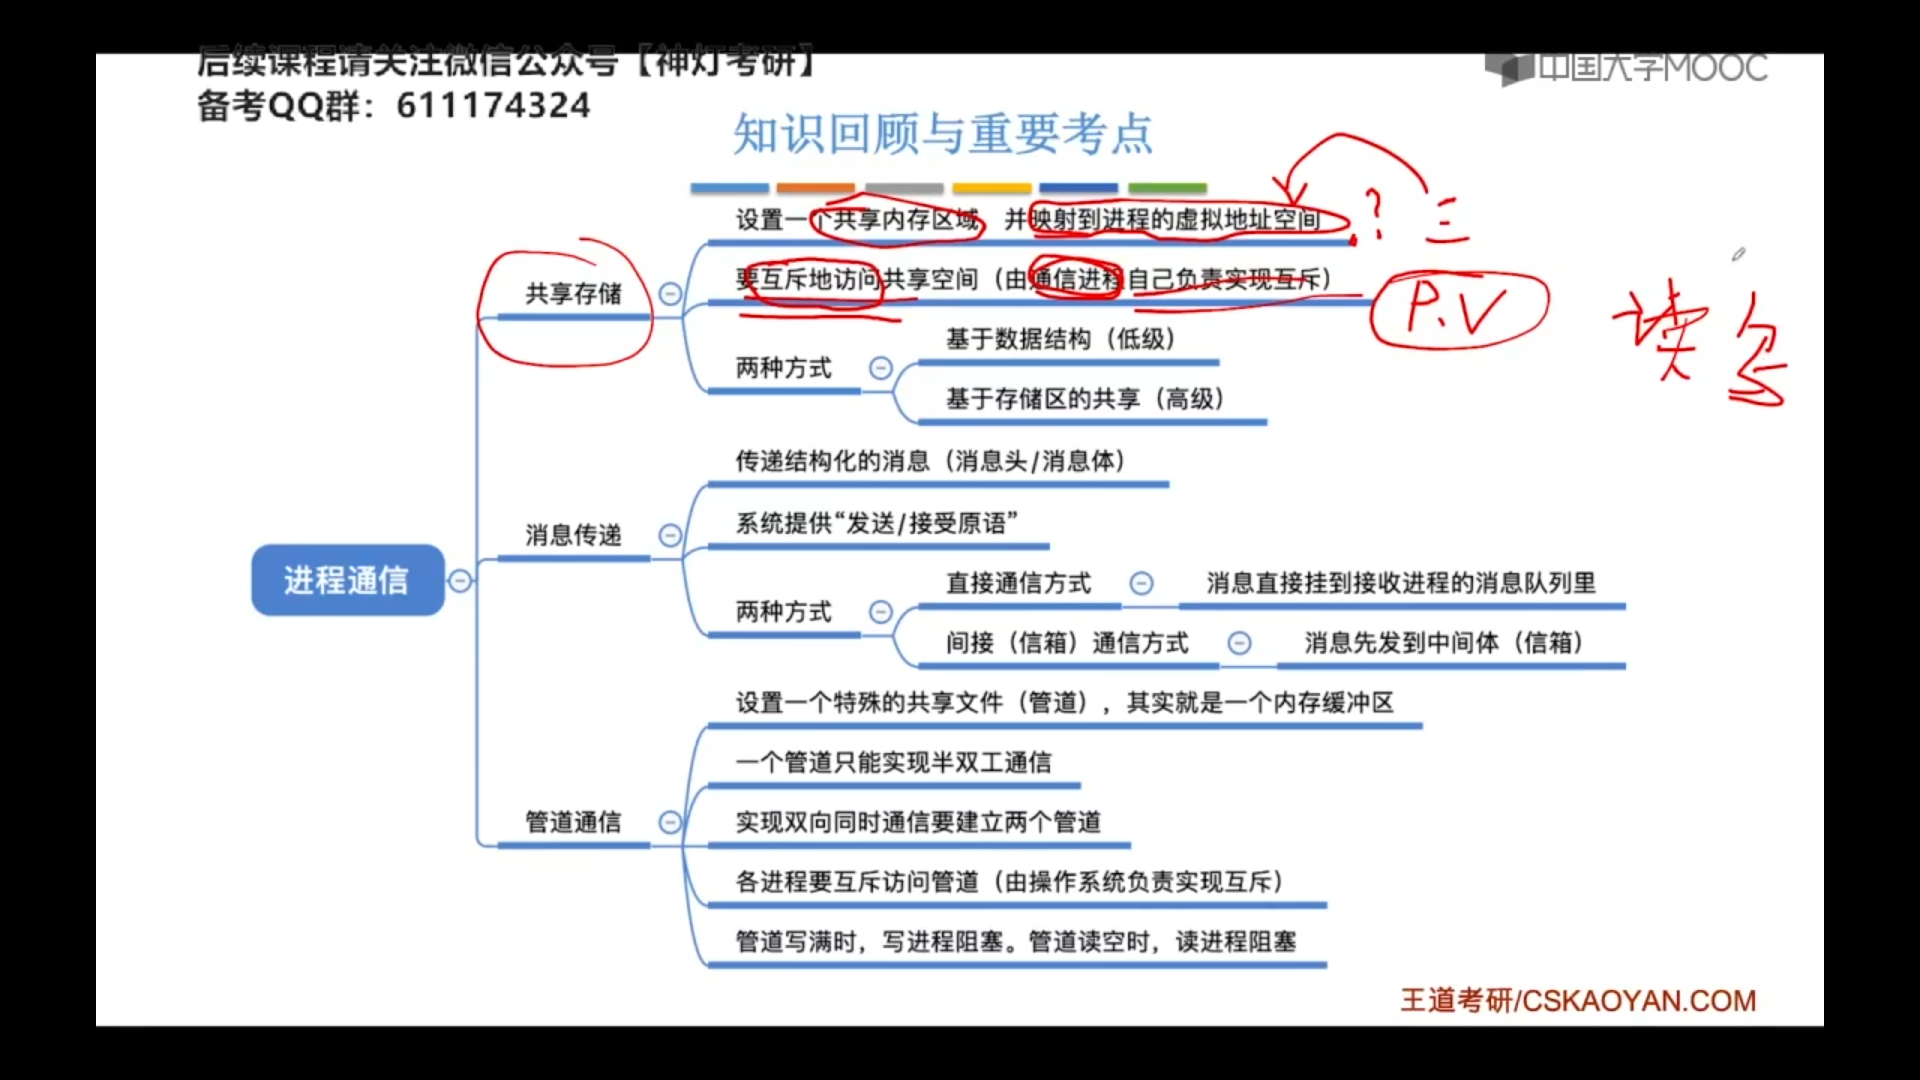 后续课程请关注微信公众号【神灯考研】
备考QQ群：611174324
中国大学MOOC
知识回顾与重要考点
设置一个共享内存区域，并映射到进程的虚拟地址空间
? 三
要互斥地访问共享空间（由通信进程自己负责实现互斥）
P.V
读写
共享存储
两种方式
基于数据结构（低级）
基于存储区的共享（高级）
传递结构化的消息（消息头/消息体）
系统提供“发送/接受原语”
消息传递
两种方式
直接通信方式
消息直接挂到接收进程的消息队列里
间接（信箱）通信方式
消息先发到中间体（信箱）
进程通信
设置一个特殊的共享文件（管道），其实就是一个内存缓冲区
一个管道只能实现半双工通信
管道通信
实现双向同时通信要建立两个管道
各进程要互斥访问管道（由操作系统负责实现互斥）
管道写满时，写进程阻塞。管道读空时，读进程阻塞
王道考研/CSKAOYAN.COM